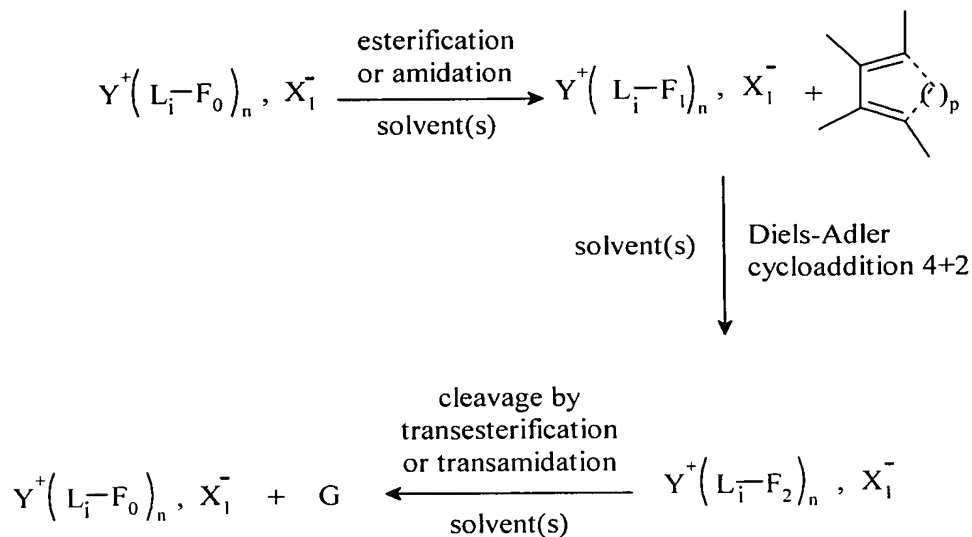 esterification
or amidation
Y⁺( Lᵢ—F₀)ₙ , X₁⁻ Y⁺( Lᵢ—F₁)ₙ, X₁⁻ + ( )ₚ
solvent(s)
solvent(s)
Diels-Adler
cycloaddition 4+2
cleavage by
transesterification
or transamidation
Y⁺( Lᵢ—F₀)ₙ, X₁⁻ + G Y⁺( Lᵢ—F₂)ₙ , X₁⁻
solvent(s)